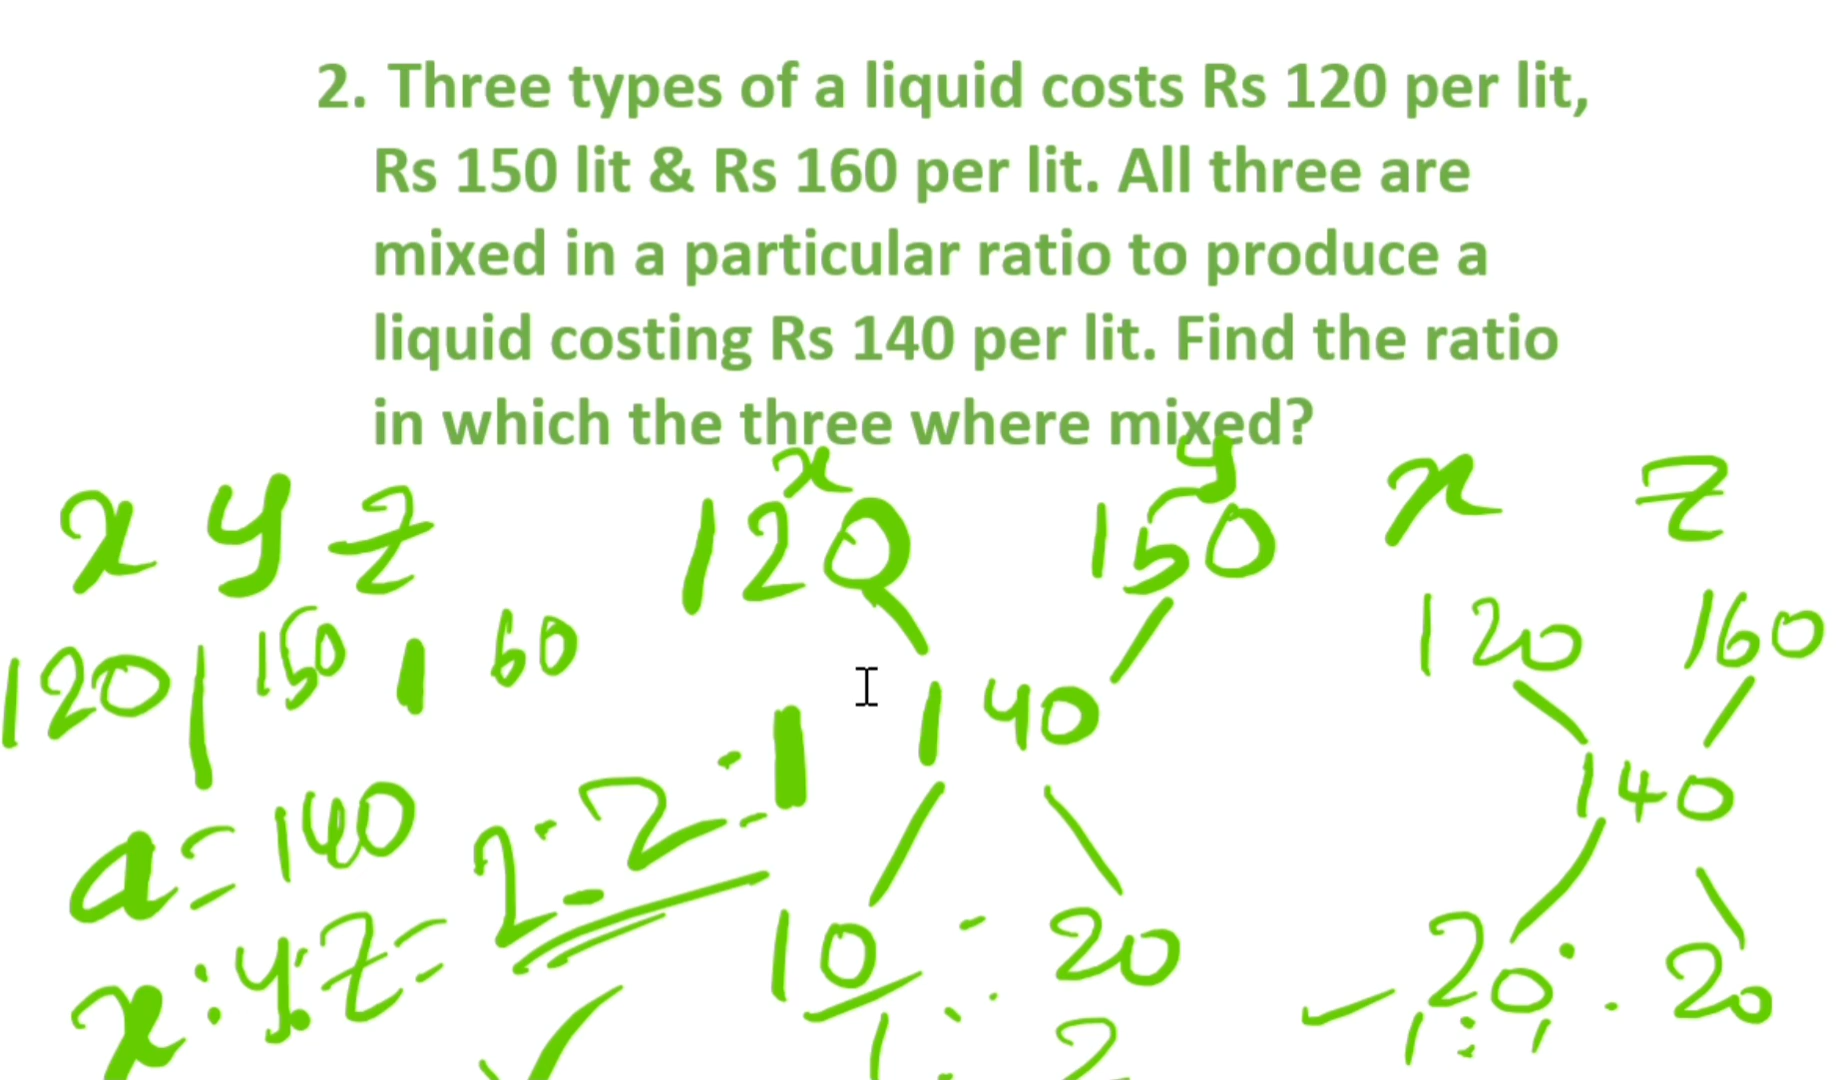 2. Three types of a liquid costs Rs 120 per lit,
Rs 150 lit & Rs 160 per lit. All three are
mixed in a particular ratio to produce a
liquid costing Rs 140 per lit. Find the ratio
in which the three where mixed?
x y z
120 | 150 | 60
a = 140
x : y : z = 2 : 2 : 1
x y
120 150
140
10 : 20
1 : 2
x z
120 160
140
20 : 20
1 : 1